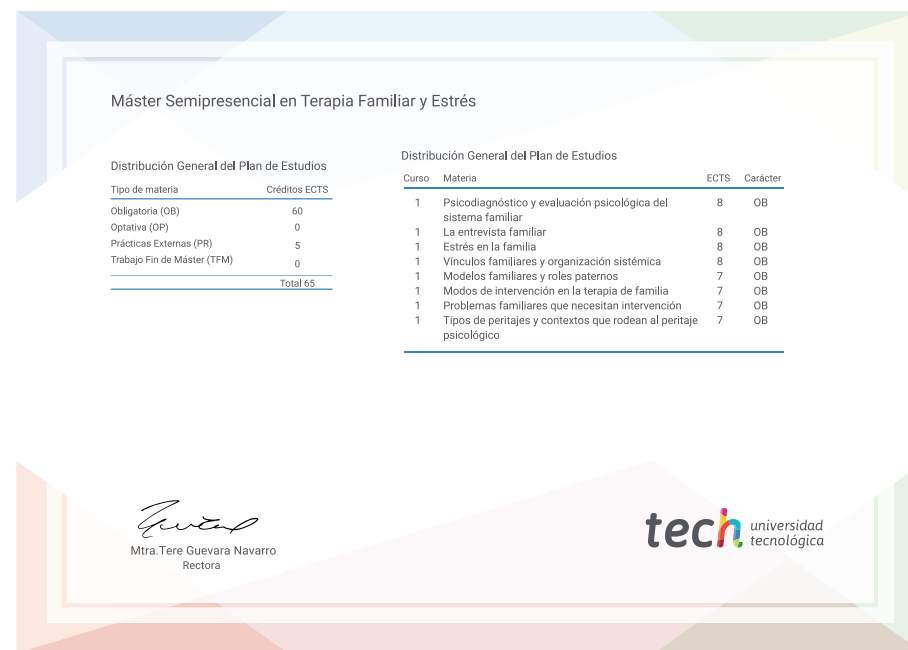 Máster Semipresencial en Terapia Familiar y Estrés
Distribución General del Plan de Estudios
Tipo de materia Créditos ECTS
Obligatoria (OB) 60
Optativa (OP) 0
Prácticas Externas (PR) 5
Trabajo Fin de Máster (TFM) 0
Total 65
Distribución General del Plan de Estudios
Curso Materia ECTS Carácter
1 Psicodiagnóstico y evaluación psicológica del 8 OB
sistema familiar
1 La entrevista familiar 8 OB
1 Estrés en la familia 8 OB
1 Vínculos familiares y organización sistémica 8 OB
1 Modelos familiares y roles paternos 7 OB
1 Modos de intervención en la terapia de familia 7 OB
1 Problemas familiares que necesitan intervención 7 OB
1 Tipos de peritajes y contextos que rodean al peritaje 7 OB
psicológico
Mtra.Tere Guevara Navarro
Rectora
tech universidad
tecnológica